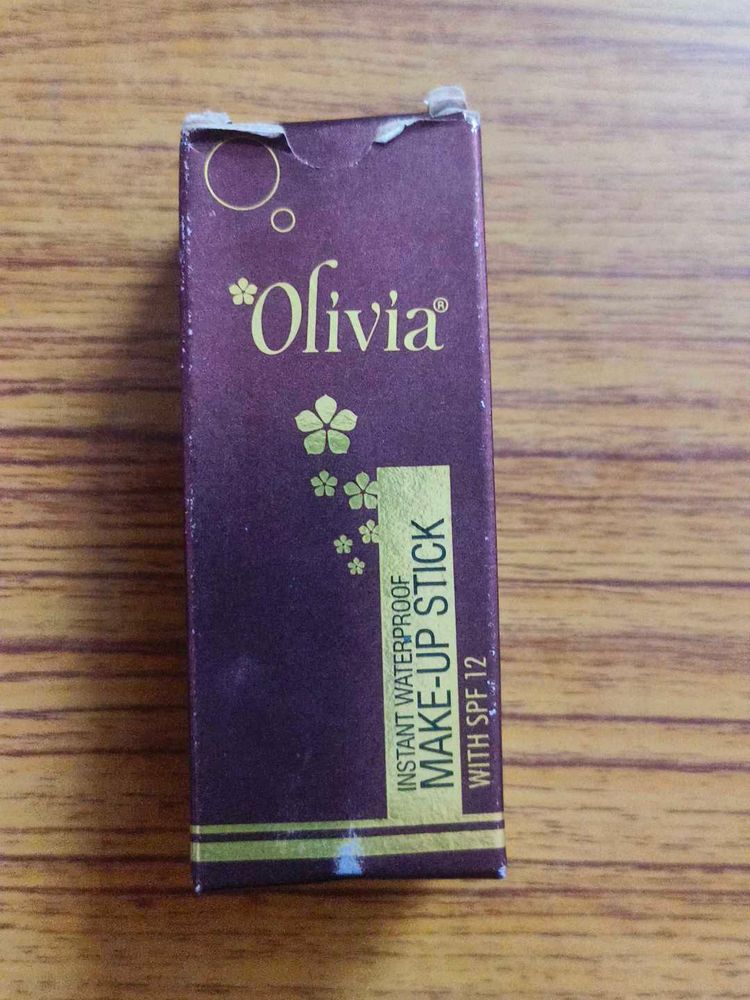 Olivia®
INSTANT WATERPROOF
MAKE-UP STICK
WITH SPF 12